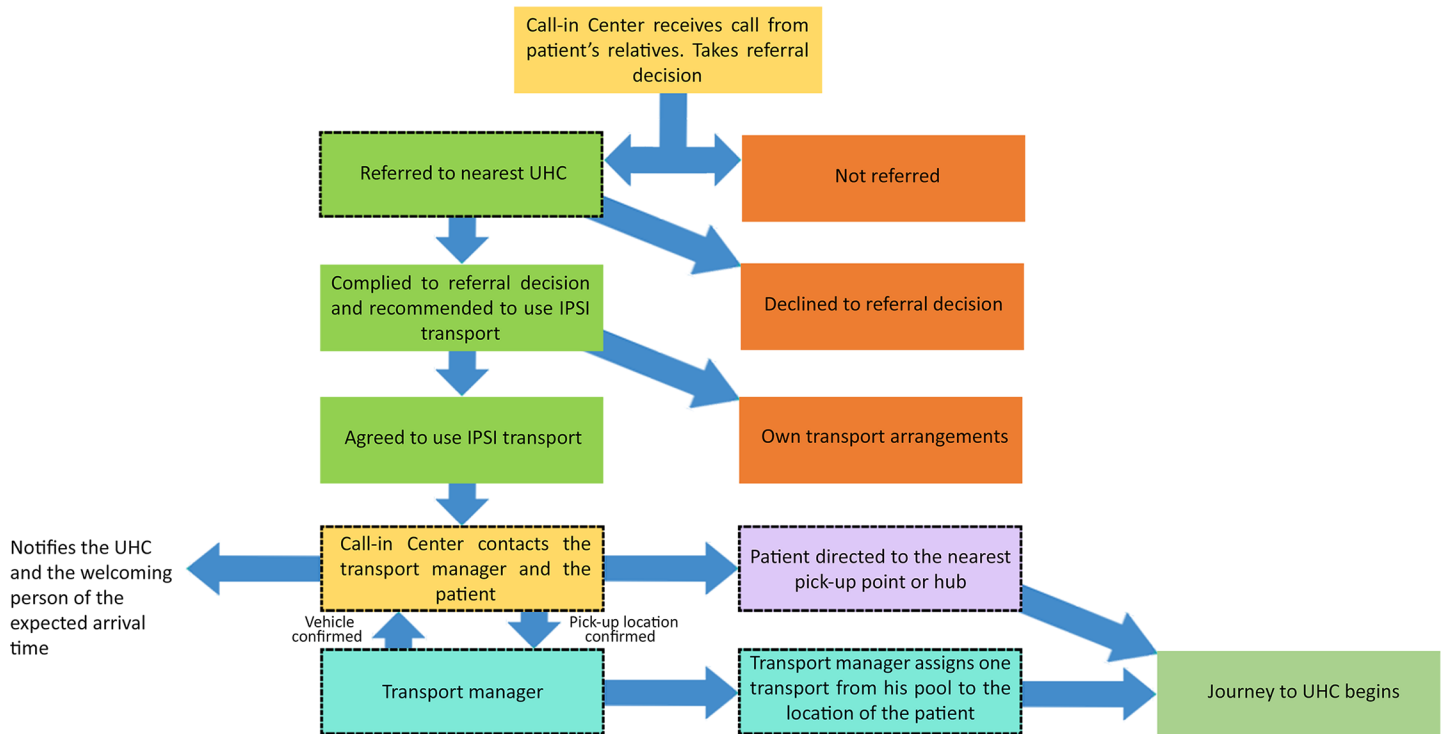 Call-in Center receives call from
patient's relatives. Takes referral
decision
Referred to nearest UHC
Not referred
Complied to referral decision
and recommended to use IPSI
transport
Declined to referral decision
Agreed to use IPSI transport
Own transport arrangements
Notifies the UHC
and the welcoming
person of the
expected arrival
time
Call-in Center contacts the
transport manager and the
patient
Patient directed to the nearest
pick-up point or hub
Vehicle
confirmed
Pick-up location
confirmed
Transport manager
Transport manager assigns one
transport from his pool to the
location of the patient
Journey to UHC begins